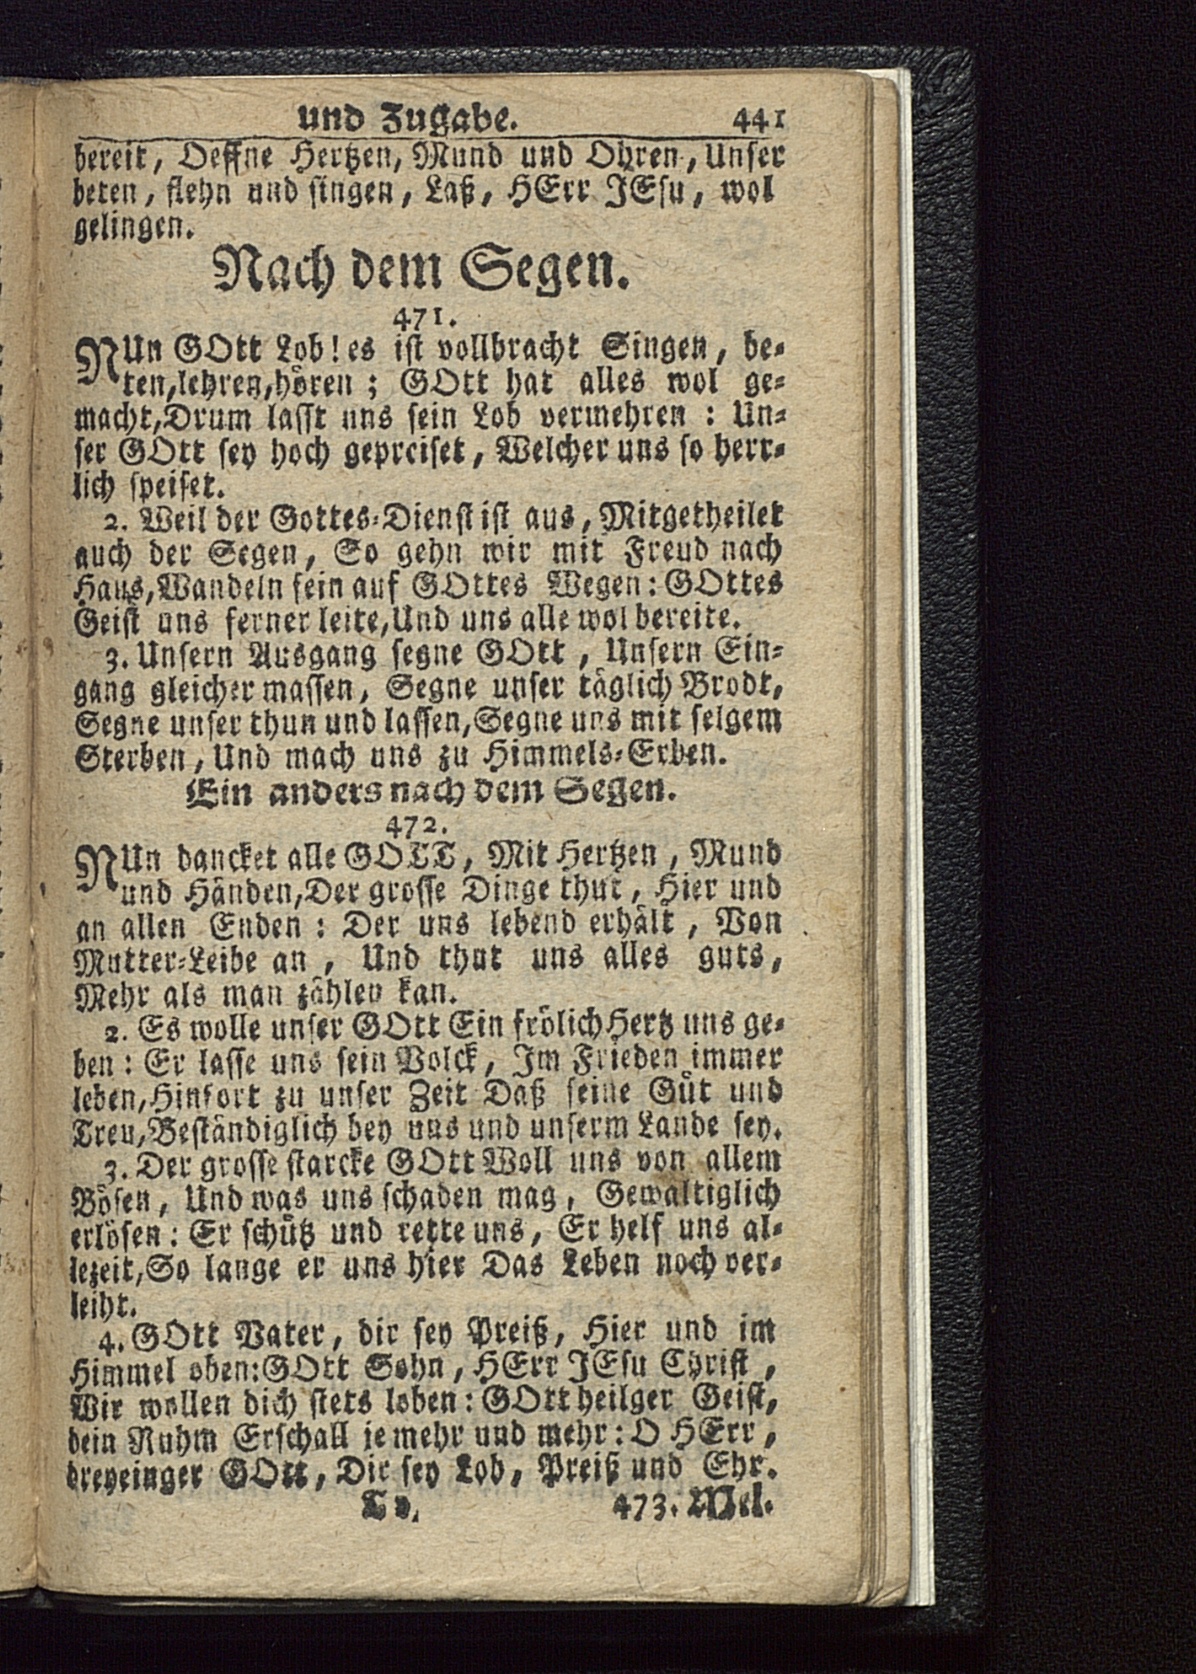 und Zugabe. 441
bereit, Oeffne Hertzen, Mund und Ohren, Unser
beten, flehn und singen, Laß, HErr JEsu, wol
gelingen.
Nach dem Segen.
471.
NUn GOtt Lob! es ist vollbracht Singen, be-
ten, lehren, hören; GOtt hat alles wol ge-
macht, Drum lasst uns sein Lob vermehren: Un-
ser GOtt sey hoch gepreiset, Welcher uns so herr-
lich speiset.
2. Weil der Gottes-Dienst ist aus, Mitgetheilet
auch der Segen, So gehn wir mit Freud nach
Haus, Wandeln fein auf GOttes Wegen: GOttes
Geist uns ferner leite, Und uns alle wol bereite.
3. Unsern Ausgang segne GOtt, Unsern Ein-
gang gleicher massen, Segne unser täglich Brodt,
Segne unser thun und lassen, Segne uns mit selgem
Sterben, Und mach uns zu Himmels-Erben.
Ein anders nach dem Segen.
472.
NUn dancket alle GOTT, Mit Hertzen, Mund
und Händen, Der grosse Dinge thut, Hier und
an allen Enden: Der uns lebend erhält, Von
Mutter-Leibe an, Und thut uns alles guts,
Mehr als man zählen kan.
2. Es wolle unser GOtt Ein frölich Hertz uns ge-
ben: Er lasse uns sein Volck, Im Frieden immer
leben, Hinfort zu unser Zeit Daß seine Güt und
Treu, Beständiglich bey uns und unserm Lande sey.
3. Der grosse starcke GOtt Woll uns von allem
Bösen, Und was uns schaden mag, Gewaltiglich
erlösen: Er schütz und rette uns, Er helf uns al-
lezeit, So lange er uns hier Das Leben noch ver-
leiht.
4. GOtt Vater, dir sey Preiß, Hier und im
Himmel oben: GOtt Sohn, HErr JEsu Christ,
Wir wollen dich stets loben: GOtt heilger Geist,
dein Ruhm Erschall je mehr und mehr: O HErr,
dreyeinger GOtt, Dir sey Lob, Preiß und Ehr.
T v. 473. Mel.